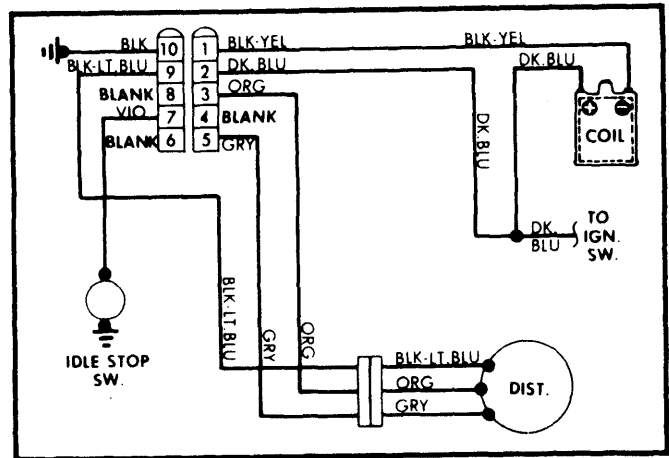 BLK 10 1 BLK-YEL BLK-YEL
BLK-LT.BLU 9 2 DK.BLU DK.BLU
BLANK 8 3 ORG
VIO 7 4 BLANK
BLANK 6 5 GRY
COIL
DK.BLU
DK.
BLU
TO
IGN.
SW.
IDLE STOP
SW.
BLK-LT.BLU
GRY
ORG
BLK-LT.BLU
ORG
GRY
DIST.